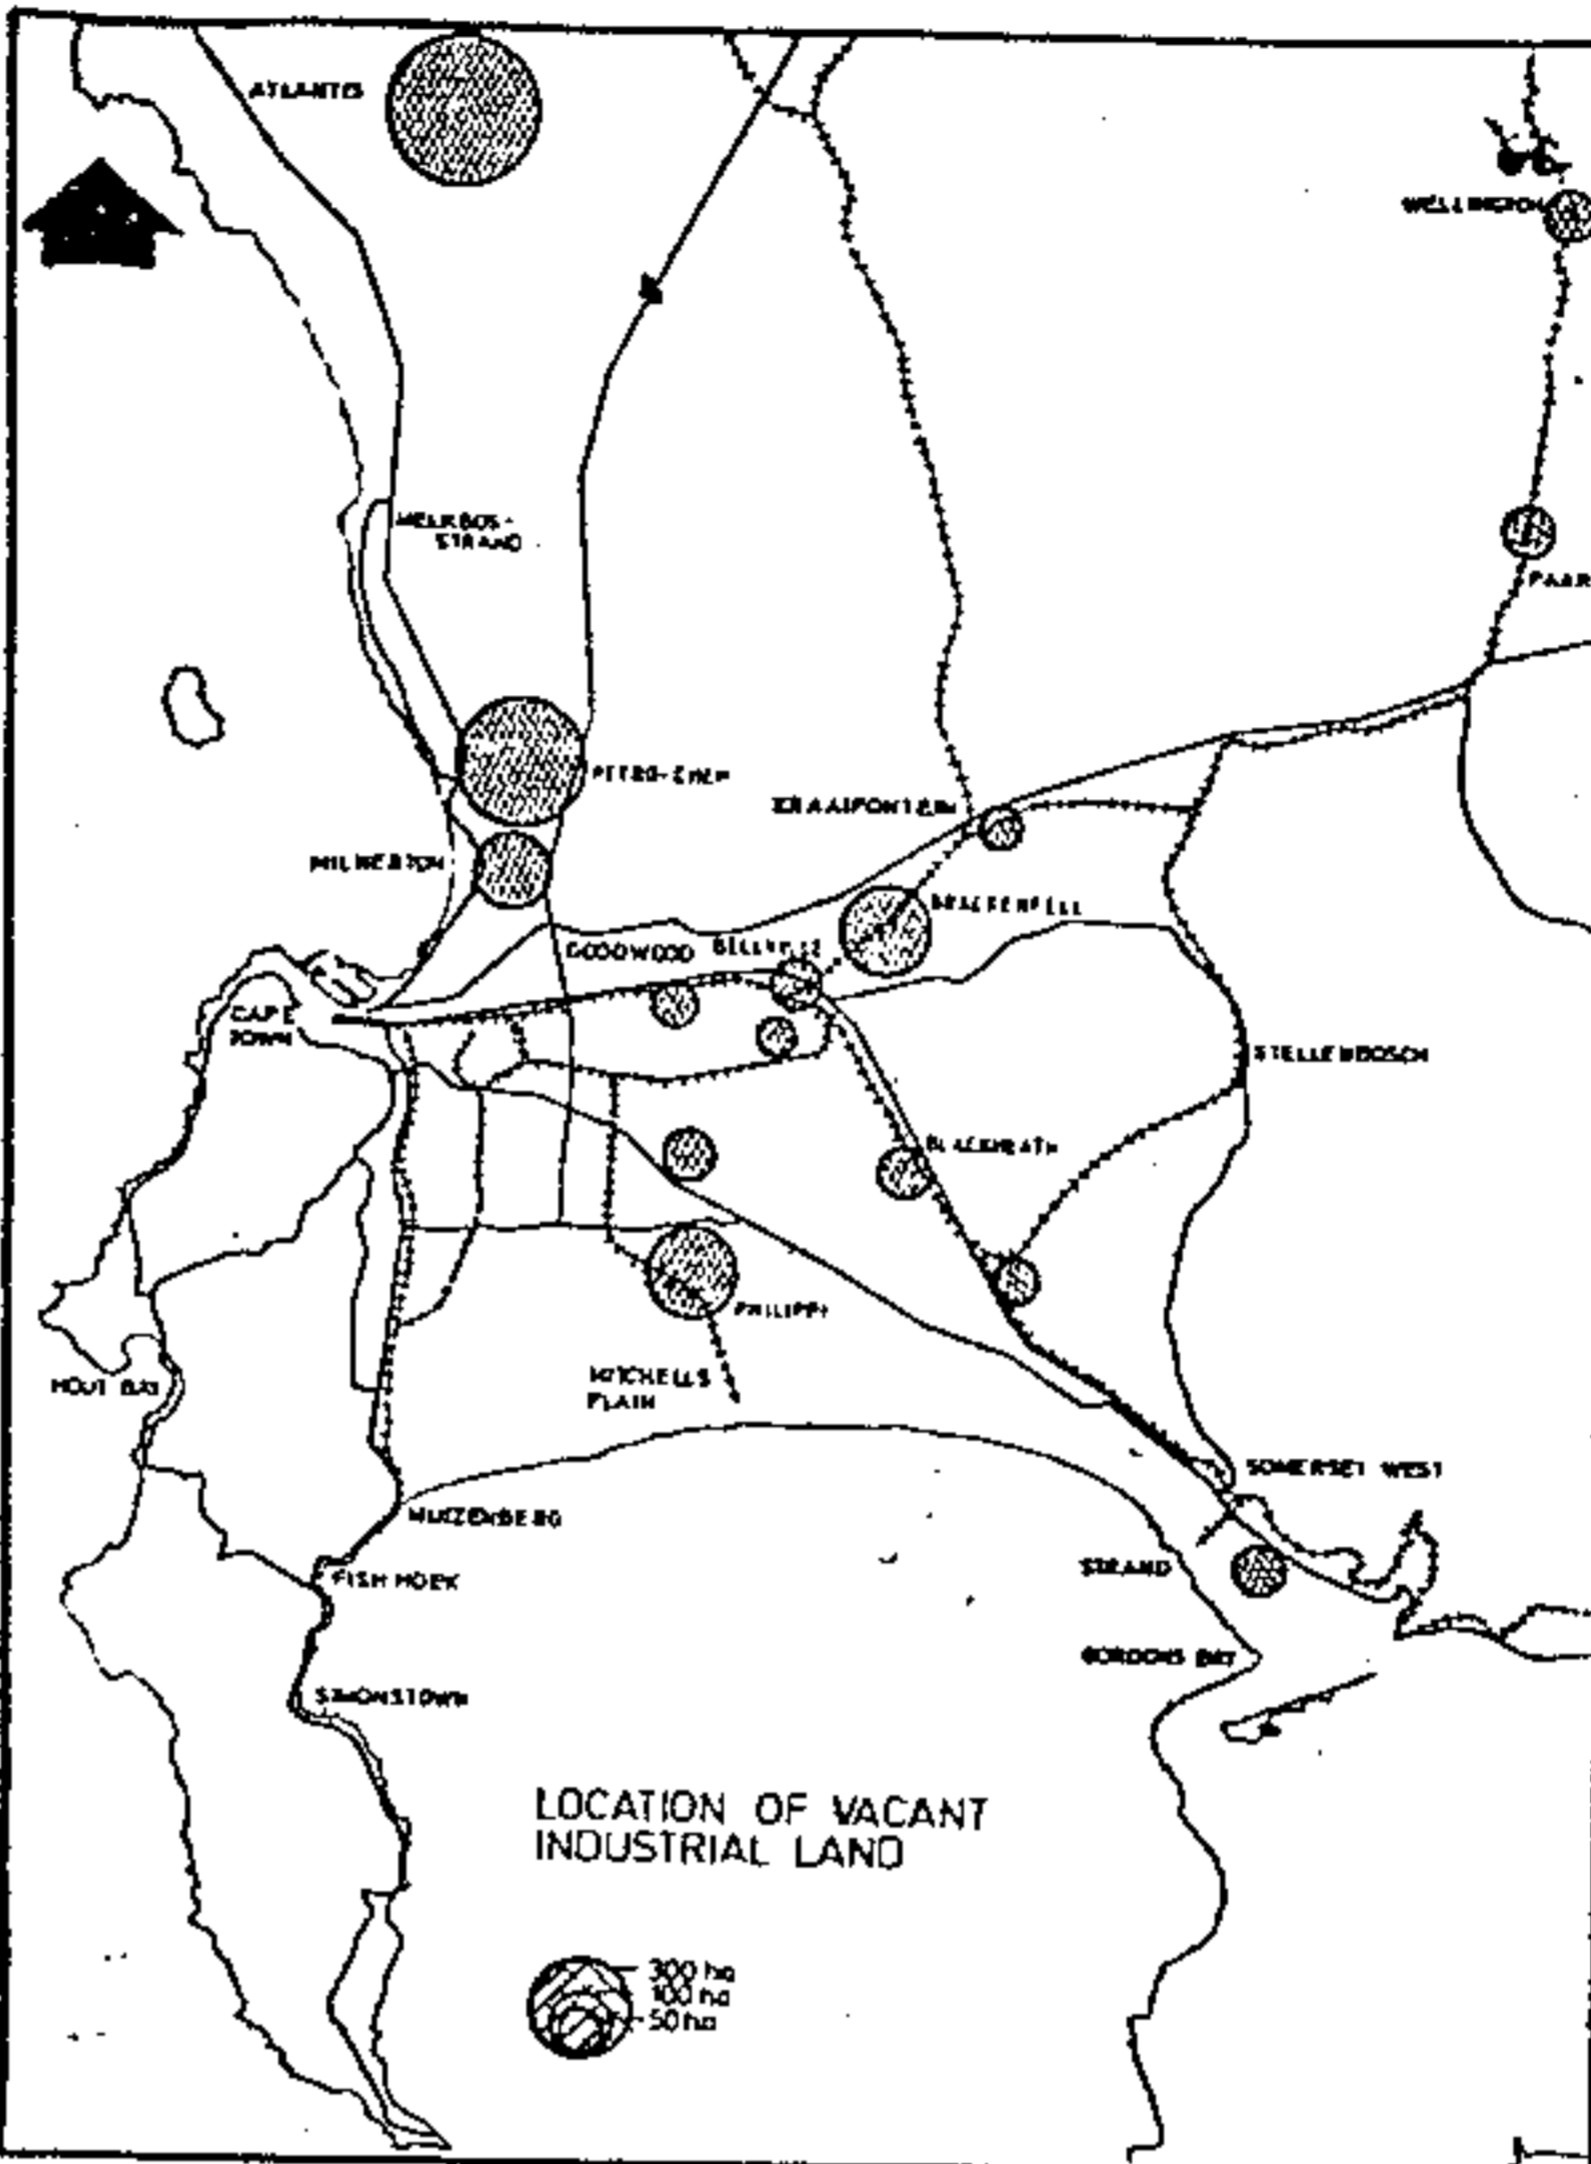 ATLANTIS
WELLINGTON
MELKBOS-
STRAND
PAAR
PETRO-CHEM
KRAAIFONTEIN
MILNERTON
BRACKENFELL
GOODWOOD
BELLVILLE
CAPE
TOWN
STELLENBOSCH
BLACKHEATH
PHILIPPI
MITCHELLS
PLAIN
HOUT BAY
SOMERSET WEST
MUIZENBERG
STRAND
FISH HOEK
GORDONS BAY
SIMONSTOWN
LOCATION OF VACANT
INDUSTRIAL LAND
300 ha
100 ha
50 ha